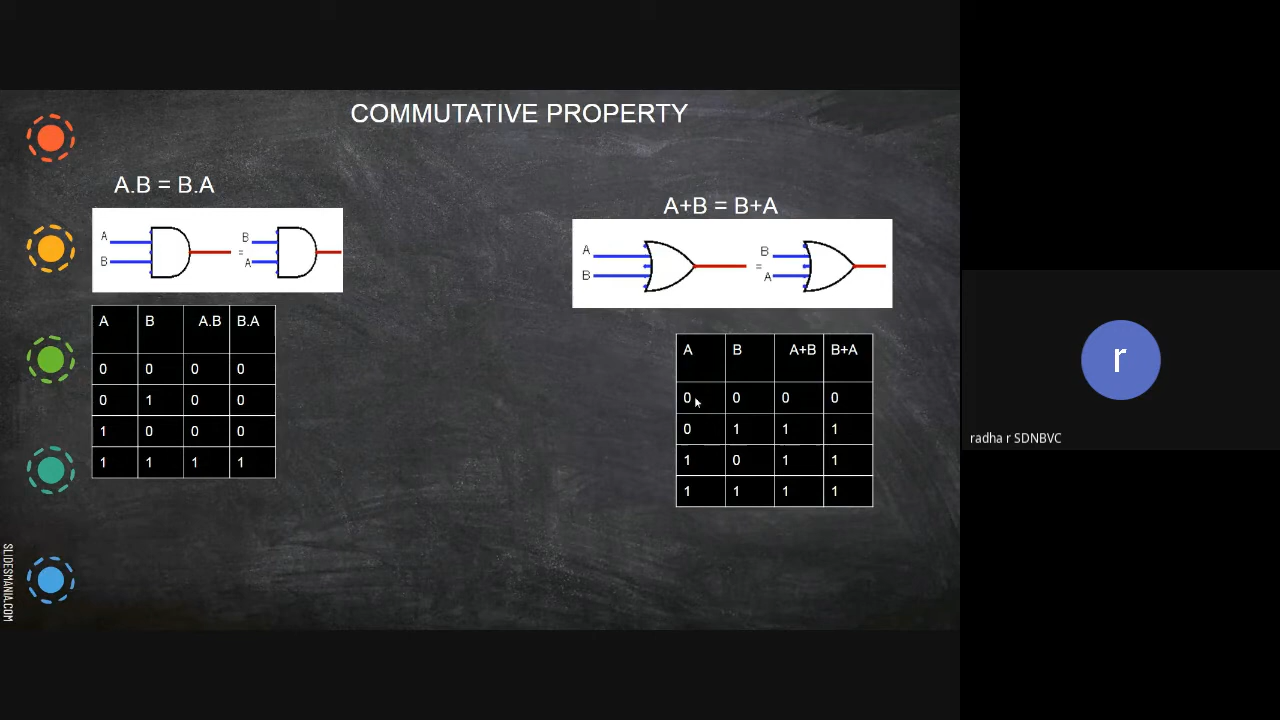 COMMUTATIVE PROPERTY
A.B = B.A
A
B
=
B
A
A B A.B B.A
0 0 0 0
0 1 0 0
1 0 0 0
1 1 1 1
A+B = B+A
A
B
=
B
A
A B A+B B+A
0 0 0 0
0 1 1 1
1 0 1 1
1 1 1 1
SLIDESMANIA.COM
r
radha r SDNBVC